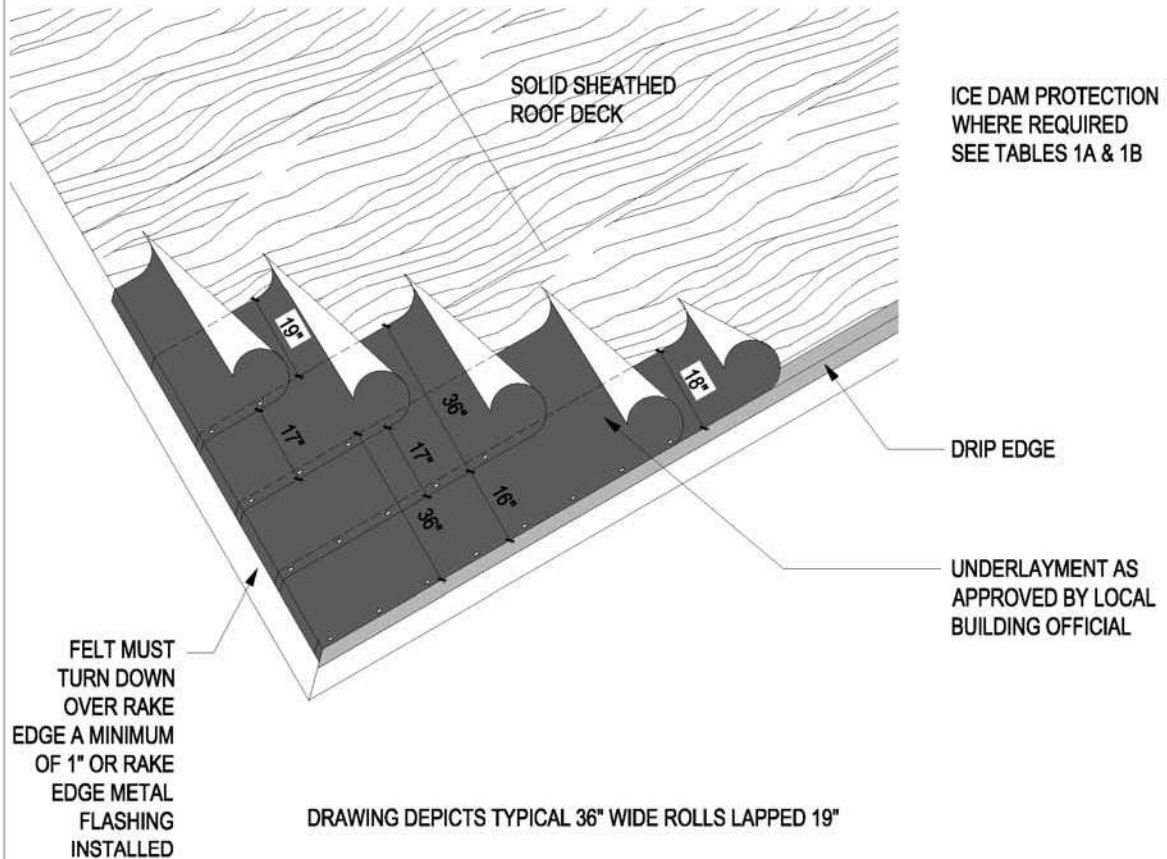 SOLID SHEATHED
ROOF DECK
ICE DAM PROTECTION
WHERE REQUIRED
SEE TABLES 1A & 1B
19"
17"
36"
17"
36"
16"
18"
DRIP EDGE
UNDERLAYMENT AS
APPROVED BY LOCAL
BUILDING OFFICIAL
FELT MUST
TURN DOWN
OVER RAKE
EDGE A MINIMUM
OF 1" OR RAKE
EDGE METAL
FLASHING
INSTALLED
DRAWING DEPICTS TYPICAL 36" WIDE ROLLS LAPPED 19"